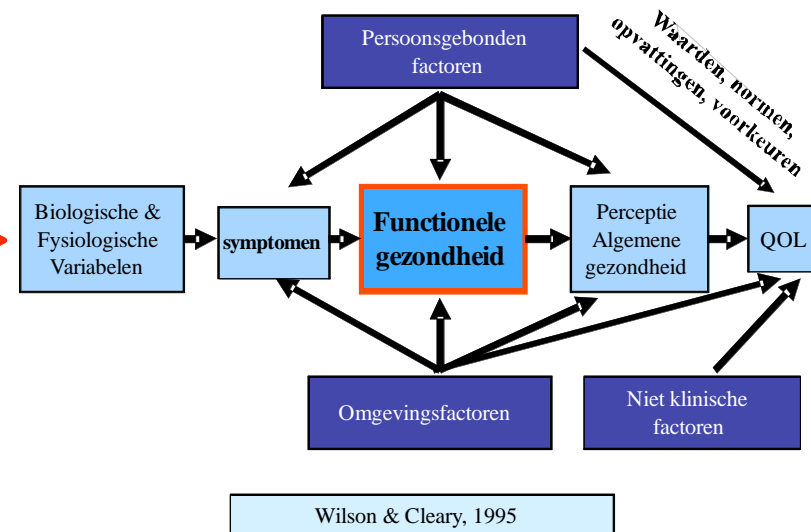 Persoonsgebonden
factoren
Waarden, normen,
opvattingen, voorkeuren
Biologische &
Fysiologische
Variabelen
symptomen
Functionele
gezondheid
Perceptie
Algemene
gezondheid
QOL
Omgevingsfactoren
Niet klinische
factoren
Wilson & Cleary, 1995